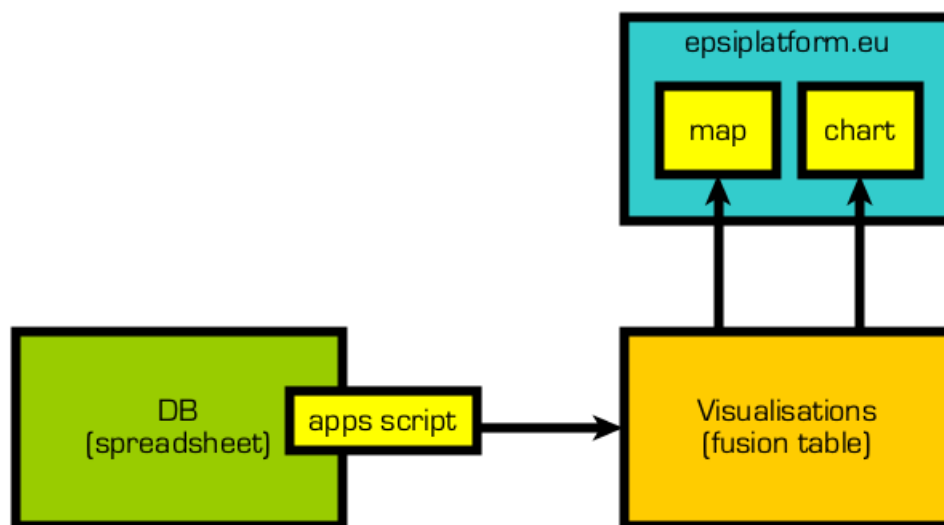 epsiplatform.eu
map
chart
DB
(spreadsheet)
apps script
Visualisations
(fusion table)